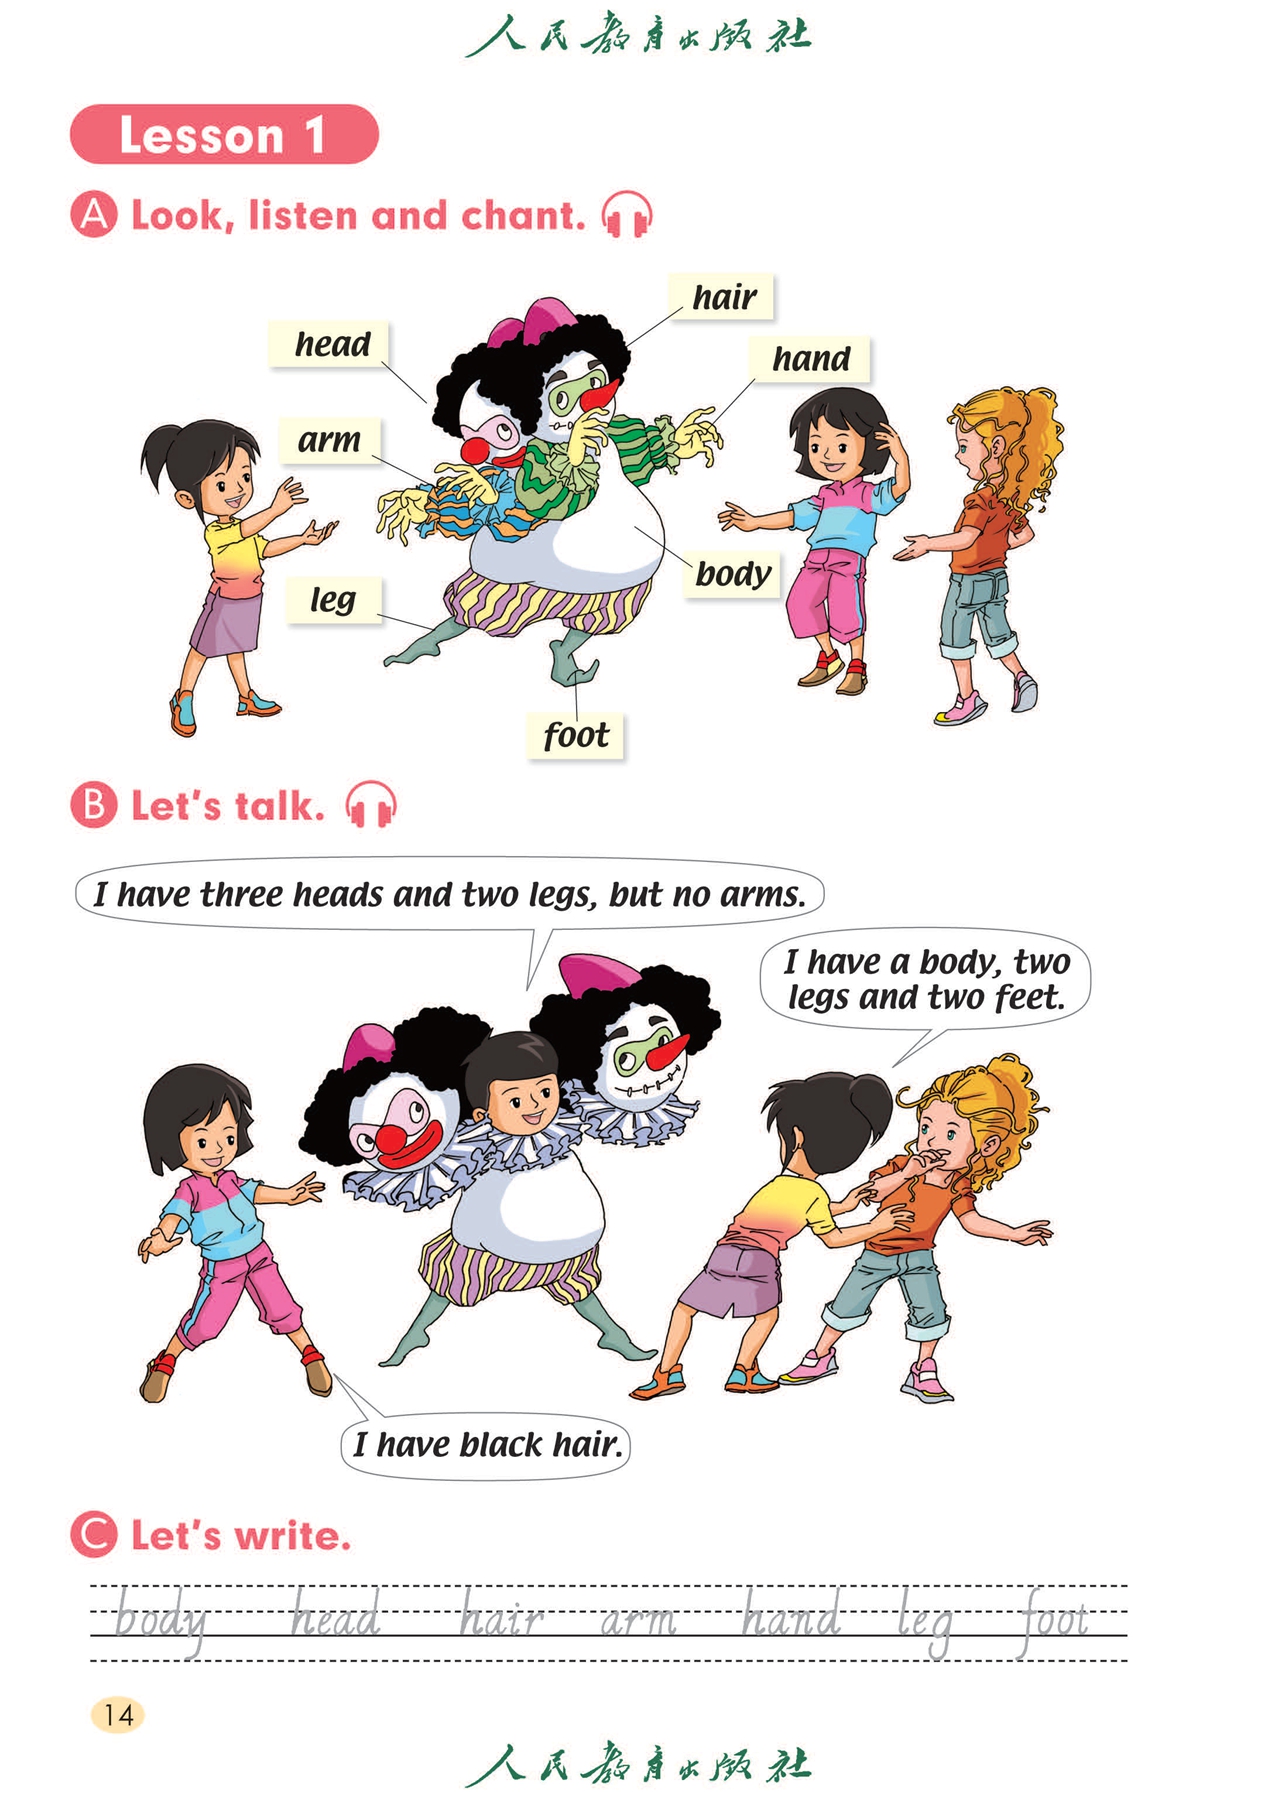 人民教育出版社
Lesson 1
A Look, listen and chant.
hair
head
hand
arm
body
leg
foot
B Let's talk.
I have three heads and two legs, but no arms.
I have a body, two
legs and two feet.
I have black hair.
C Let's write.
body head hair arm hand leg foot
14
人民教育出版社